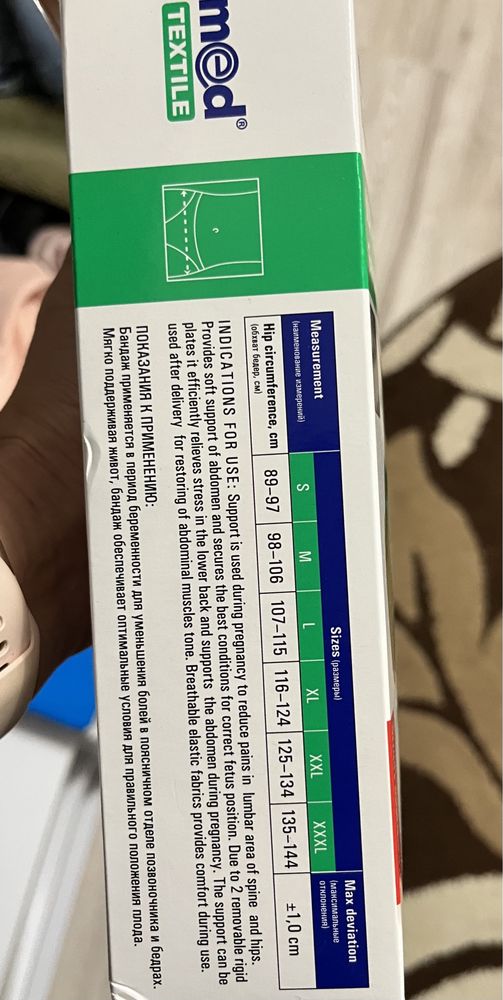 med®
TEXTILE
Measurement
(наименование измерений)
Sizes (размеры)
Max deviation
(максимальные
отклонения)
S M L XL XXL XXXL
Hip circumference, cm
(обхват бедер, см)
89–97 98–106 107–115 116–124 125–134 135–144 ±1,0 cm
INDICATIONS FOR USE: Support is used during pregnancy to reduce pains in lumbar area of spine and hips.
Provides soft support of abdomen and secures the best conditions for correct fetus position. Due to 2 removable rigid
plates it efficiently relieves stress in the lower back and supports the abdomen during pregnancy. The support can be
used after delivery for restoring of abdominal muscles tone. Breathable elastic fabrics provides comfort during use.
ПОКАЗАНИЯ К ПРИМЕНЕНИЮ:
Бандаж применяется в период беременности для уменьшения болей в поясничном отделе позвоночника и бедрах.
Мягко поддерживая живот, бандаж обеспечивает оптимальные условия для правильного положения плода.